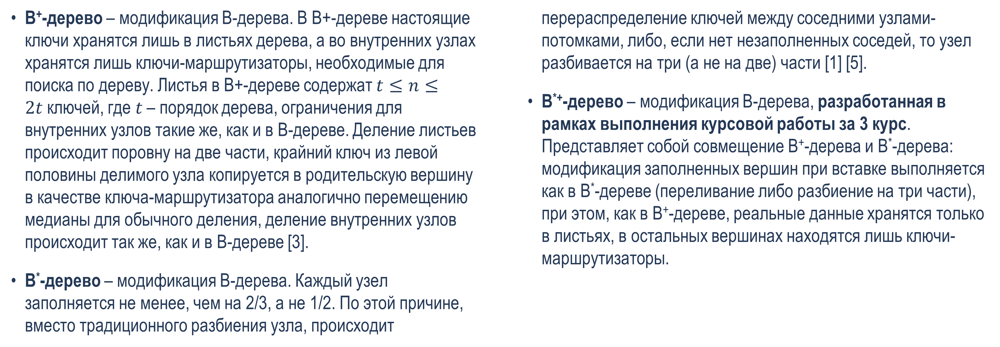 • B⁺-дерево – модификация B-дерева. В B+-дереве настоящие
ключи хранятся лишь в листьях дерева, а во внутренних узлах
хранятся лишь ключи-маршрутизаторы, необходимые для
поиска по дереву. Листья в B+-дереве содержат t ≤ n ≤
2t ключей, где t – порядок дерева, ограничения для
внутренних узлов такие же, как и в B-дереве. Деление листьев
происходит поровну на две части, крайний ключ из левой
половины делимого узла копируется в родительскую вершину
в качестве ключа-маршрутизатора аналогично перемещению
медианы для обычного деления, деление внутренних узлов
происходит так же, как и в B-дереве [3].
• B*-дерево – модификация B-дерева. Каждый узел
заполняется не менее, чем на 2/3, а не 1/2. По этой причине,
вместо традиционного разбиения узла, происходит
перераспределение ключей между соседними узлами-
потомками, либо, если нет незаполненных соседей, то узел
разбивается на три (а не на две) части [1] [5].
• B*⁺-дерево – модификация B-дерева, разработанная в
рамках выполнения курсовой работы за 3 курс.
Представляет собой совмещение B⁺-дерева и B*-дерева:
модификация заполненных вершин при вставке выполняется
как в B*-дереве (переливание либо разбиение на три части),
при этом, как в B⁺-дереве, реальные данные хранятся только
в листьях, в остальных вершинах находятся лишь ключи-
маршрутизаторы.